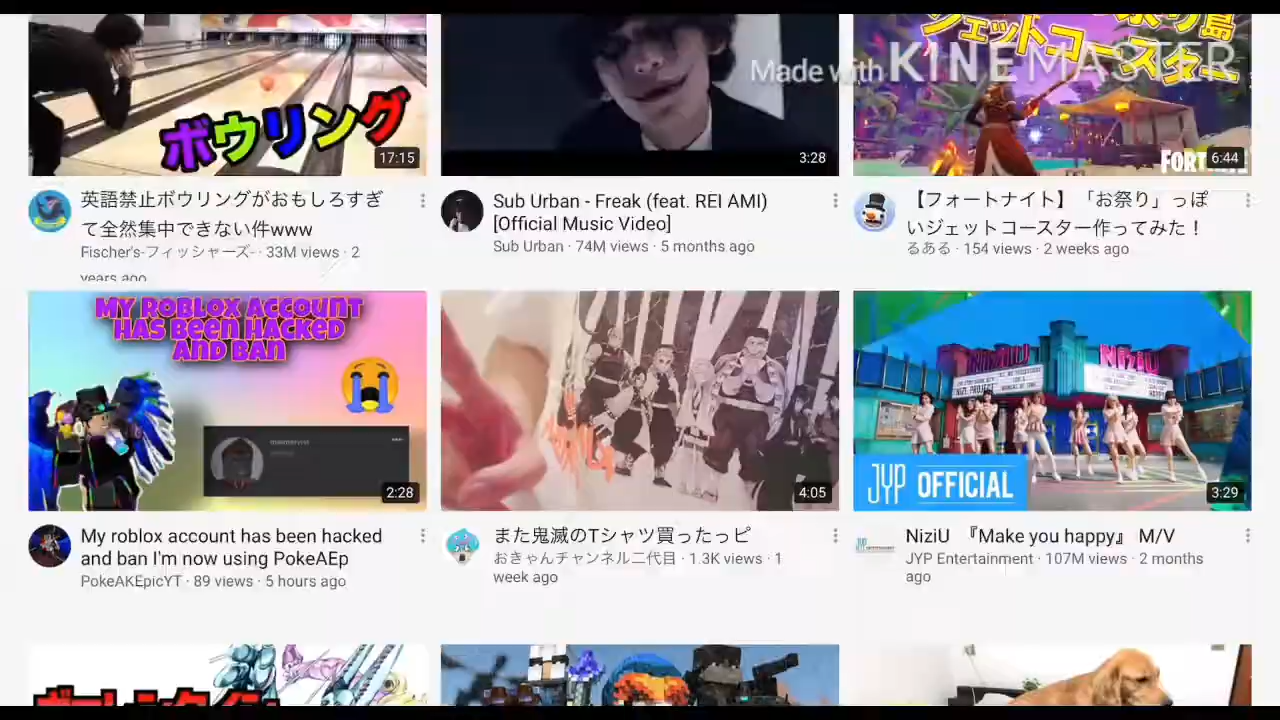 ジェットコースター
Made with KINEMASTER
ボウリング
17:15
3:28
FORTNITE
6:44
英語禁止ボウリングがおもしろすぎ
て全然集中できない件www
Fischer's-フィッシャーズ- · 33M views · 2
years ago
Sub Urban - Freak (feat. REI AMI)
[Official Music Video]
Sub Urban · 74M views · 5 months ago
【フォートナイト】「お祭り」っぽ
いジェットコースター作ってみた！
るある · 154 views · 2 weeks ago
MY ROBLOX ACCOUNT
HAS BEEN HACKED
AND BAN
2:28
4:05
NiziU
NiziU
JYP OFFICIAL
3:29
My roblox account has been hacked
and ban I'm now using PokeAEp
PokeAKEpicYT · 89 views · 5 hours ago
また鬼滅のTシャツ買ったっピ
おきゃんチャンネル二代目 · 1.3K views · 1
week ago
NiziU 『Make you happy』 M/V
JYP Entertainment · 107M views · 2 months
ago